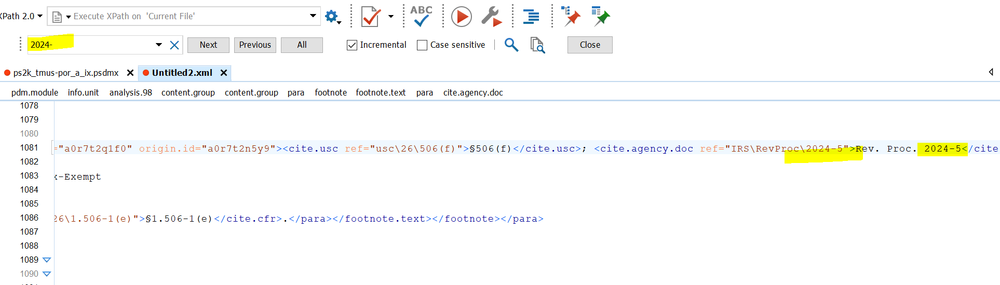 XPath 2.0 Execute XPath on 'Current File' ABC
2024- Next Previous All Incremental Case sensitive Close
ps2k_tmus-por_a_ix.psdmx Untitled2.xml
pdm.module info.unit analysis.98 content.group content.group para footnote footnote.text para cite.agency.doc
1078
1079
1080
1081 ="a0r7t2q1f0" origin.id="a0r7t2n5y9"><cite.usc ref="usc\26\506(f)">§506(f)</cite.usc>; <cite.agency.doc ref="IRS\RevProc\2024-5">Rev. Proc. 2024-5</cite
1082
1083 x-Exempt
1084
1085
1086 26\1.506-1(e)">§1.506-1(e)</cite.cfr>.</para></footnote.text></footnote></para>
1087
1088
1089
1090